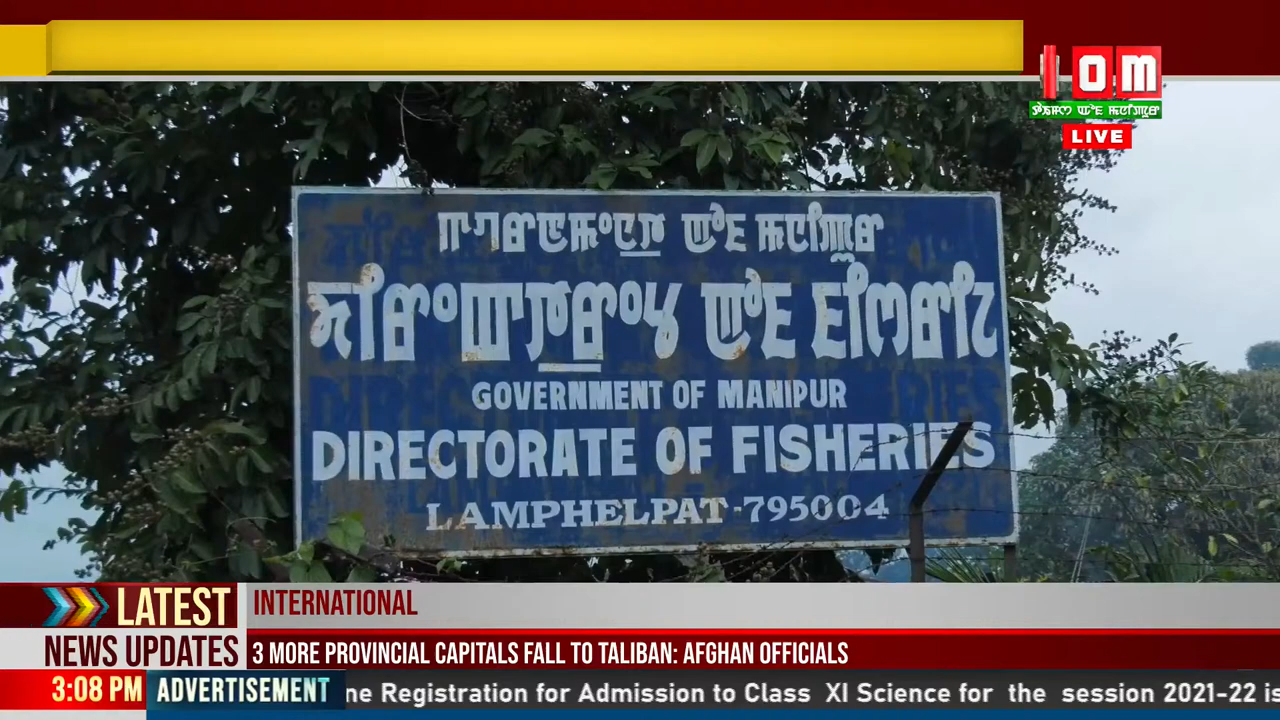 IOM
ꯑꯣꯐ ꯃꯅꯤꯄꯨꯔ
LIVE
ꯑꯣꯐ ꯃꯅꯤꯄꯨꯔ
ꯑꯣꯐ
GOVERNMENT OF MANIPUR
DIRECTORATE OF FISHERIES
LAMPHELPAT-795004
LATEST
NEWS UPDATES
INTERNATIONAL
3 MORE PROVINCIAL CAPITALS FALL TO TALIBAN: AFGHAN OFFICIALS
3:08 PM ADVERTISEMENT ne Registration for Admission to Class XI Science for the session 2021-22 is